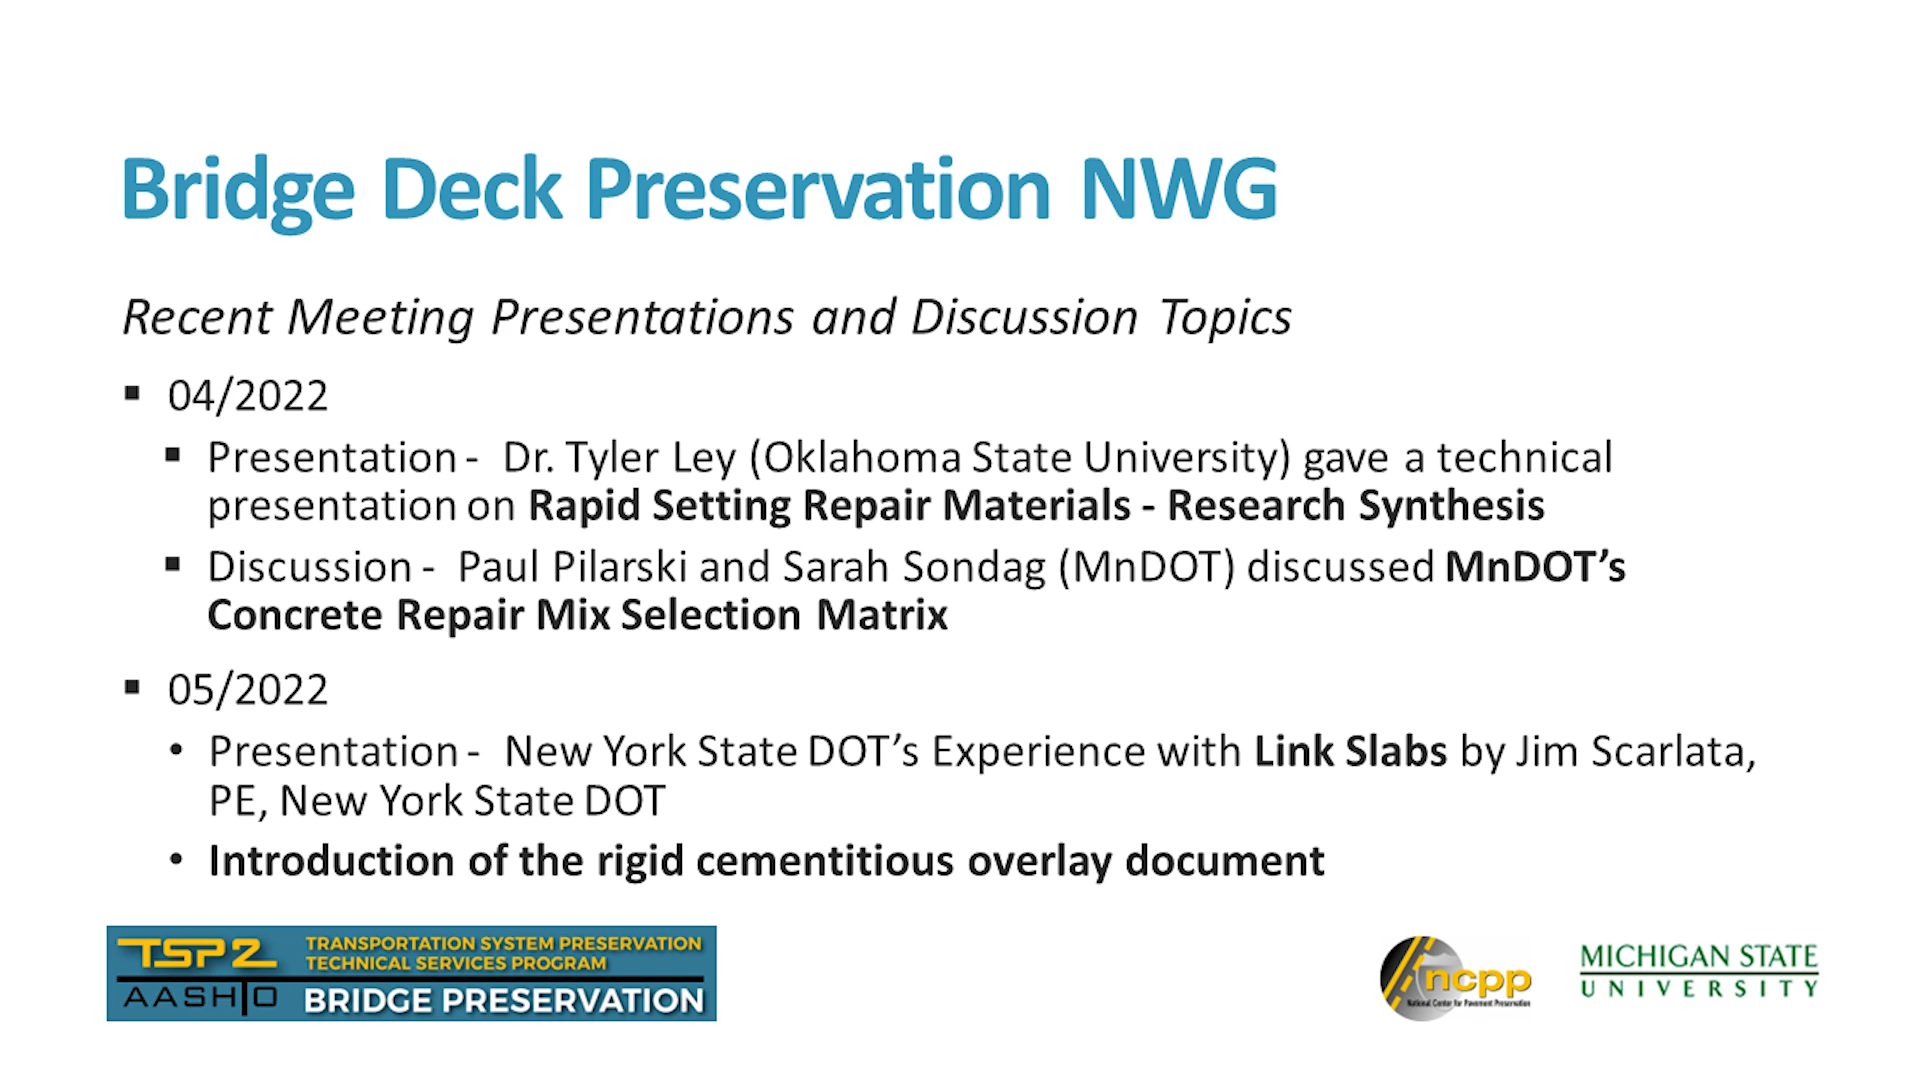 Bridge Deck Preservation NWG
Recent Meeting Presentations and Discussion Topics
▪ 04/2022
▪ Presentation - Dr. Tyler Ley (Oklahoma State University) gave a technical
presentation on Rapid Setting Repair Materials - Research Synthesis
▪ Discussion - Paul Pilarski and Sarah Sondag (MnDOT) discussed MnDOT’s
Concrete Repair Mix Selection Matrix
▪ 05/2022
• Presentation - New York State DOT’s Experience with Link Slabs by Jim Scarlata,
PE, New York State DOT
• Introduction of the rigid cementitious overlay document
TSP2
AASHTO
TRANSPORTATION SYSTEM PRESERVATION
TECHNICAL SERVICES PROGRAM
BRIDGE PRESERVATION
ncpp
National Center for Pavement Preservation
MICHIGAN STATE
UNIVERSITY